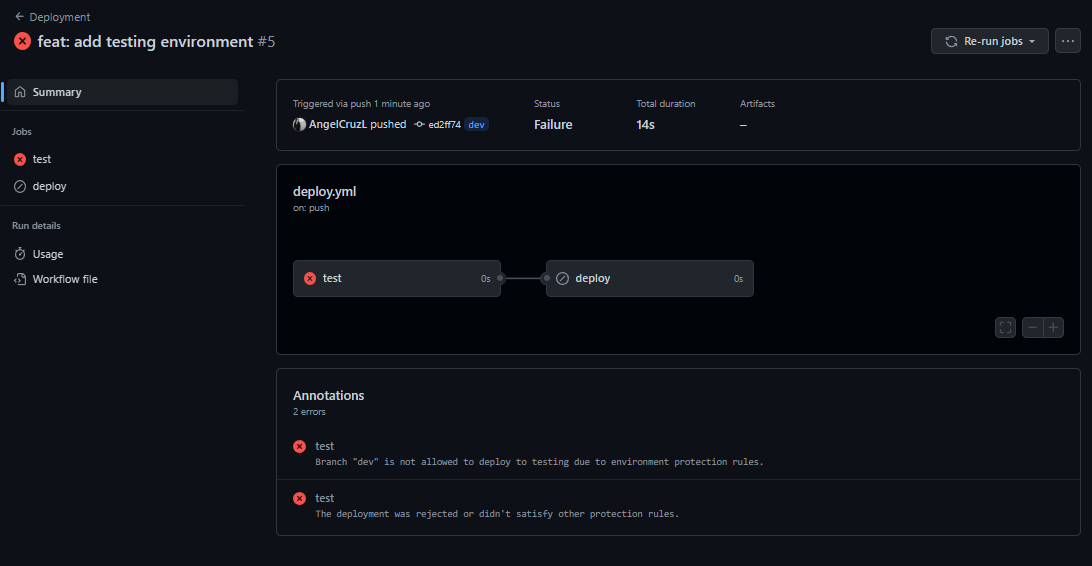 Deployment
feat: add testing environment #5
Re-run jobs
Summary
Jobs
test
deploy
Run details
Usage
Workflow file
Triggered via push 1 minute ago
Status
Total duration
Artifacts
AngelCruzL pushed ed2ff74 dev
Failure
14s
–
deploy.yml
on: push
test 0s
deploy 0s
Annotations
2 errors
test
Branch "dev" is not allowed to deploy to testing due to environment protection rules.
test
The deployment was rejected or didn't satisfy other protection rules.